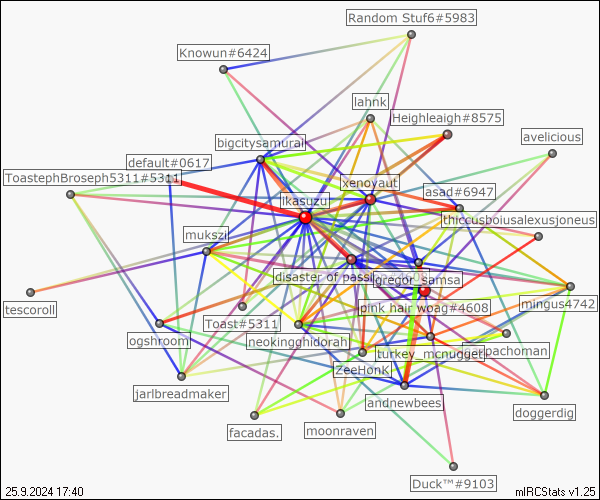 Random Stuf6#5983
Knowun#6424
lahnk
Heighleaigh#8575
avelicious
bigcitysamurai
default#0617
ToastephBroseph5311#5311
xenoyaut
asad#6947
ikasuzu
thiccusboiusalexusjoneus
mukszi
disaster of passi
gregor_samsa
tescoroll
mingus4742
pink hair woag#4608
Toast#5311
ogshroom
neokingghidorah
turkey_mcnugget
pachoman
ZeeHonK
jarlbreadmaker
andnewbees
doggerdig
facadas.
moonraven
Duck™#9103
25.9.2024 17:40
mIRCStats v1.25